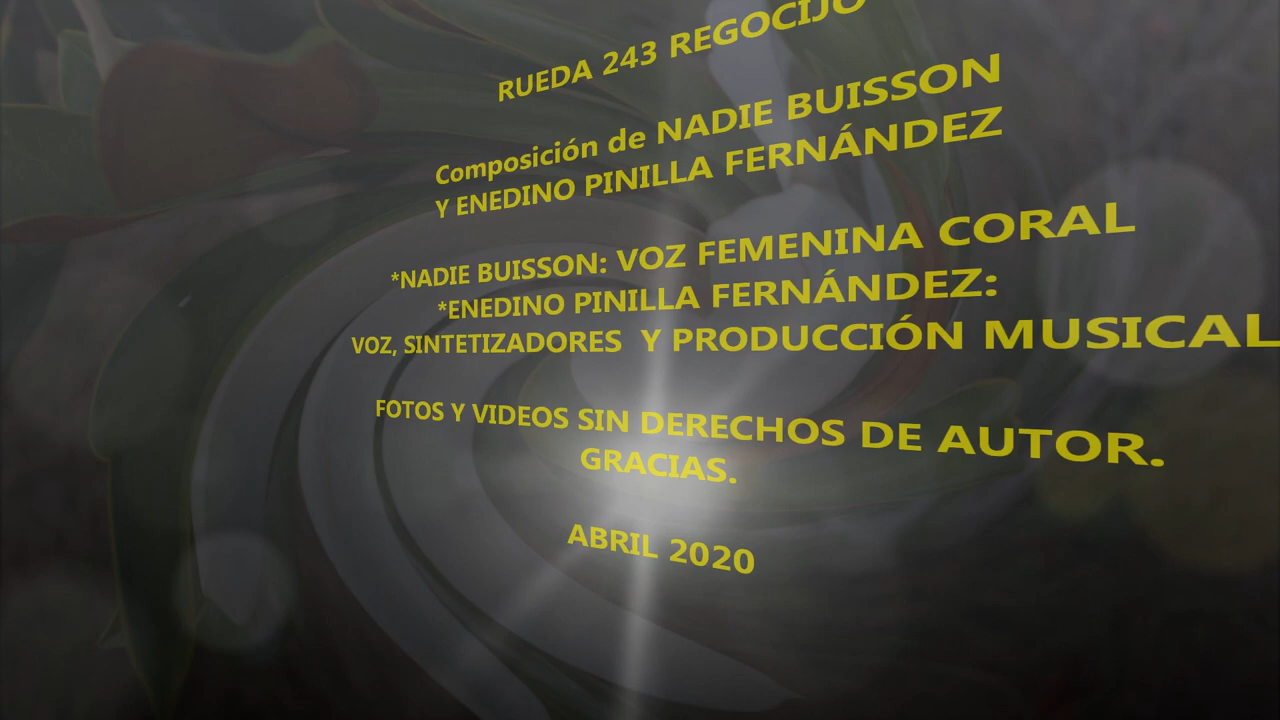 RUEDA 243 REGOCIJO
Composición de NADIE BUISSON
Y ENEDINO PINILLA FERNÁNDEZ
*NADIE BUISSON: VOZ FEMENINA CORAL
*ENEDINO PINILLA FERNÁNDEZ:
VOZ, SINTETIZADORES Y PRODUCCIÓN MUSICAL
FOTOS Y VIDEOS SIN DERECHOS DE AUTOR.
GRACIAS.
ABRIL 2020